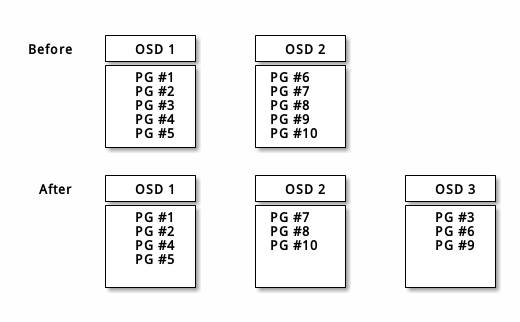 Before
OSD 1
OSD 2
PG #1
PG #2
PG #3
PG #4
PG #5
PG #6
PG #7
PG #8
PG #9
PG #10
After
OSD 1
OSD 2
OSD 3
PG #1
PG #2
PG #4
PG #5
PG #7
PG #8
PG #10
PG #3
PG #6
PG #9